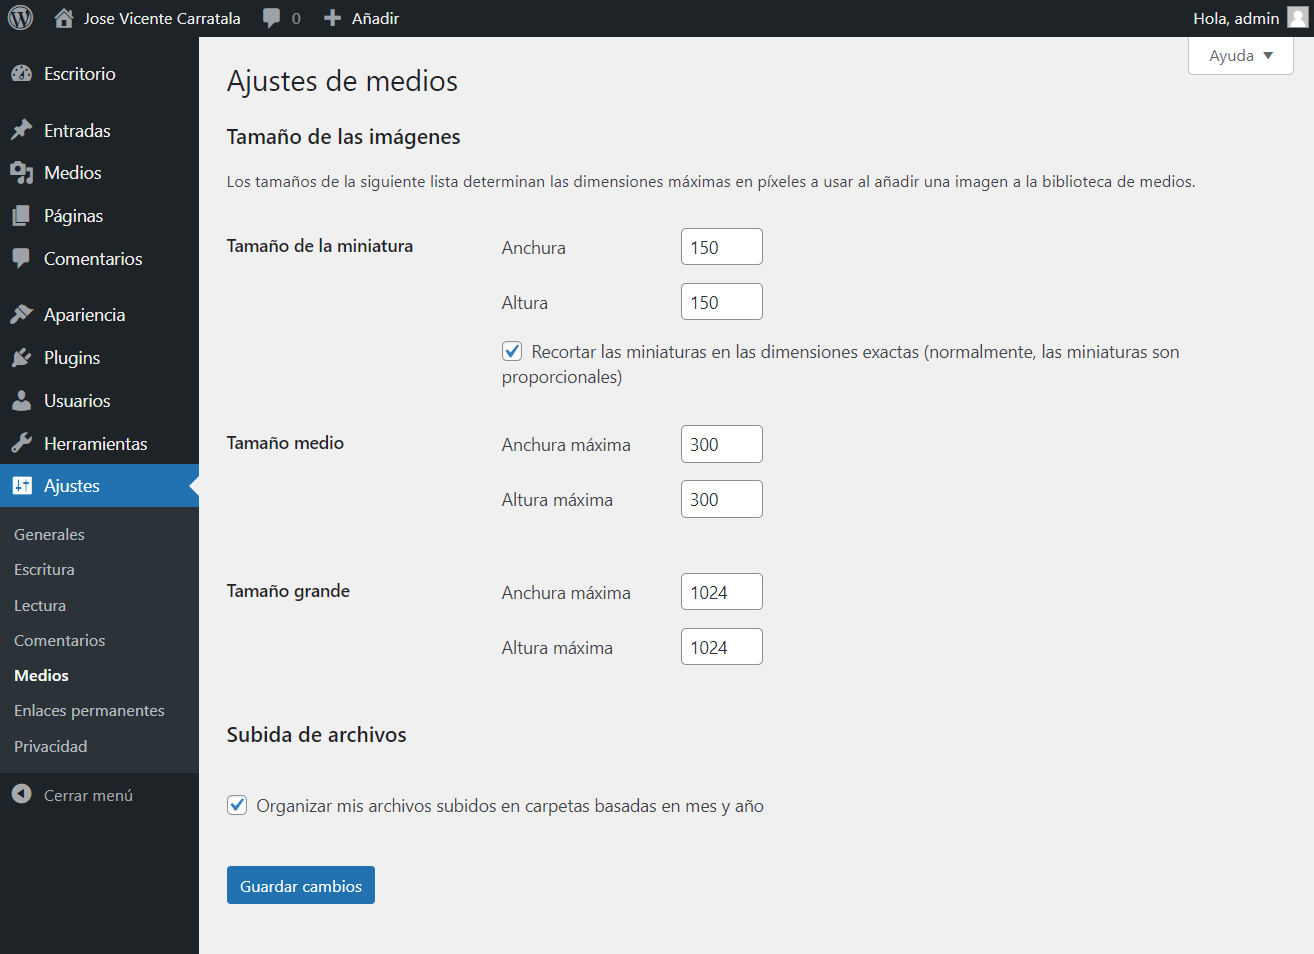 Jose Vicente Carratala 0 Añadir Hola, admin
Ayuda
Escritorio
Entradas
Medios
Páginas
Comentarios
Apariencia
Plugins
Usuarios
Herramientas
Ajustes
Generales
Escritura
Lectura
Comentarios
Medios
Enlaces permanentes
Privacidad
Cerrar menú
Ajustes de medios
Tamaño de las imágenes
Los tamaños de la siguiente lista determinan las dimensiones máximas en píxeles a usar al añadir una imagen a la biblioteca de medios.
Tamaño de la miniatura
Anchura 150
Altura 150
Recortar las miniaturas en las dimensiones exactas (normalmente, las miniaturas son
proporcionales)
Tamaño medio
Anchura máxima 300
Altura máxima 300
Tamaño grande
Anchura máxima 1024
Altura máxima 1024
Subida de archivos
Organizar mis archivos subidos en carpetas basadas en mes y año
Guardar cambios